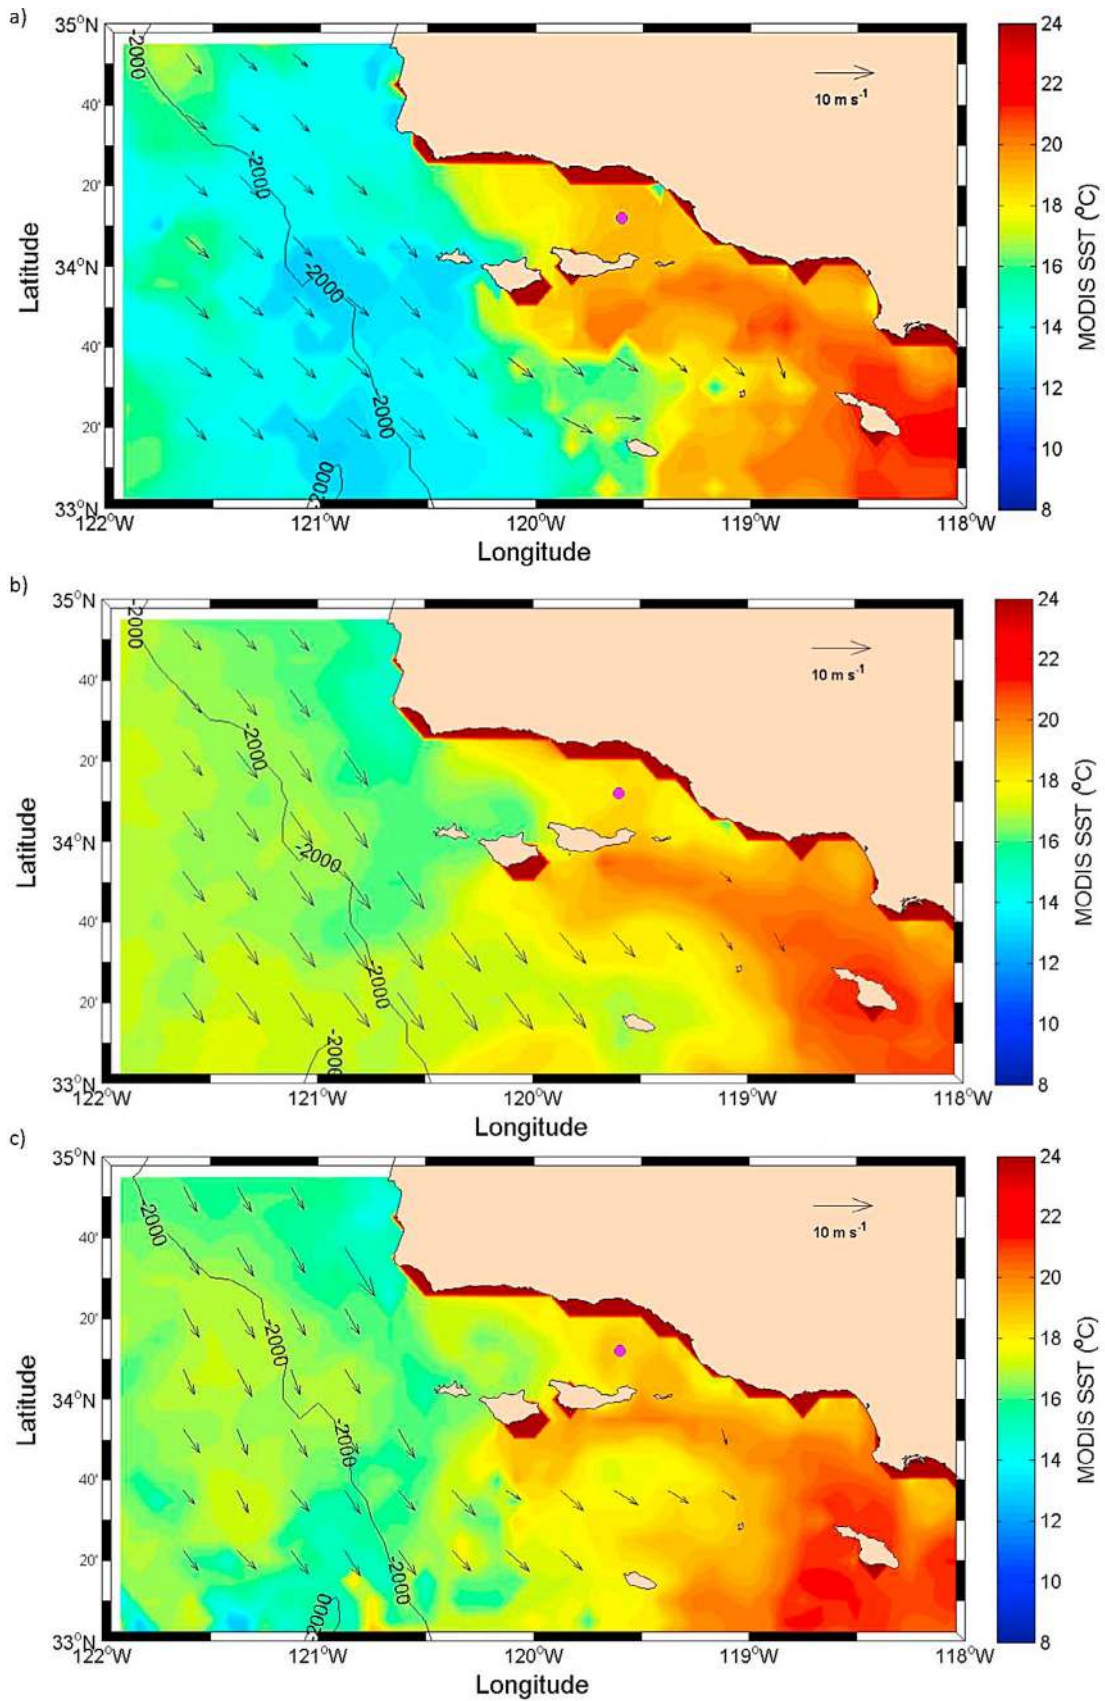 a)
35°N
40'
20'
34°N
40'
20'
33°N
122°W
121°W
120°W
119°W
118°W
Latitude
Longitude
-2000
-2000
-2000
-2000
2000
10 m s-1
24
22
20
18
16
14
12
10
8
MODIS SST (°C)
b)
35°N
40'
20'
34°N
40'
20'
33°N
122°W
121°W
120°W
119°W
118°W
Latitude
Longitude
-2000
-2000
-2000
-2000
-2000
10 m s-1
24
22
20
18
16
14
12
10
8
MODIS SST (°C)
c)
35°N
40'
20'
34°N
40'
20'
33°N
122°W
121°W
120°W
119°W
118°W
Latitude
Longitude
-2000
-2000
-2000
-2000
2000
10 m s-1
24
22
20
18
16
14
12
10
8
MODIS SST (°C)